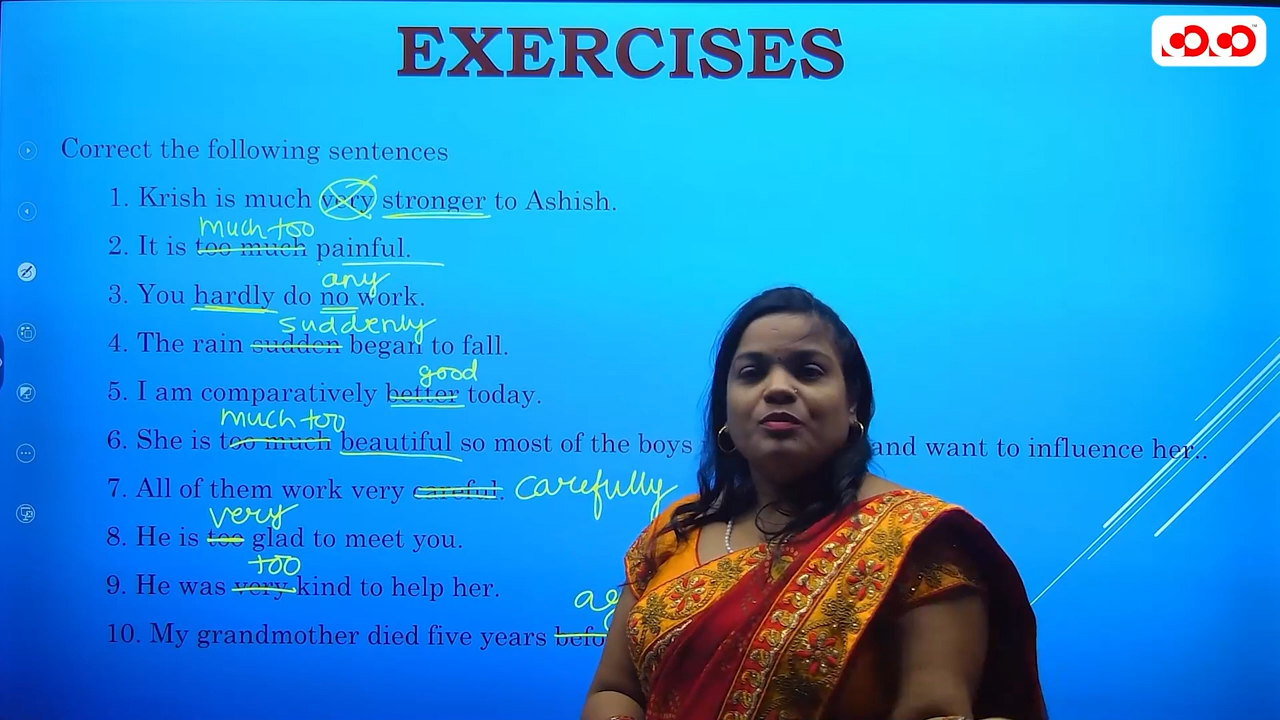 EXERCISES
Correct the following sentences
1. Krish is much very stronger to Ashish.
much too
2. It is too much painful.
any
3. You hardly do no work.
suddenly
4. The rain sudden began to fall.
good
5. I am comparatively better today.
much too
6. She is too much beautiful so most of the boys and want to influence her..
7. All of them work very careful. carefully
very
8. He is too glad to meet you.
too
9. He was very kind to help her.
10. My grandmother died five years